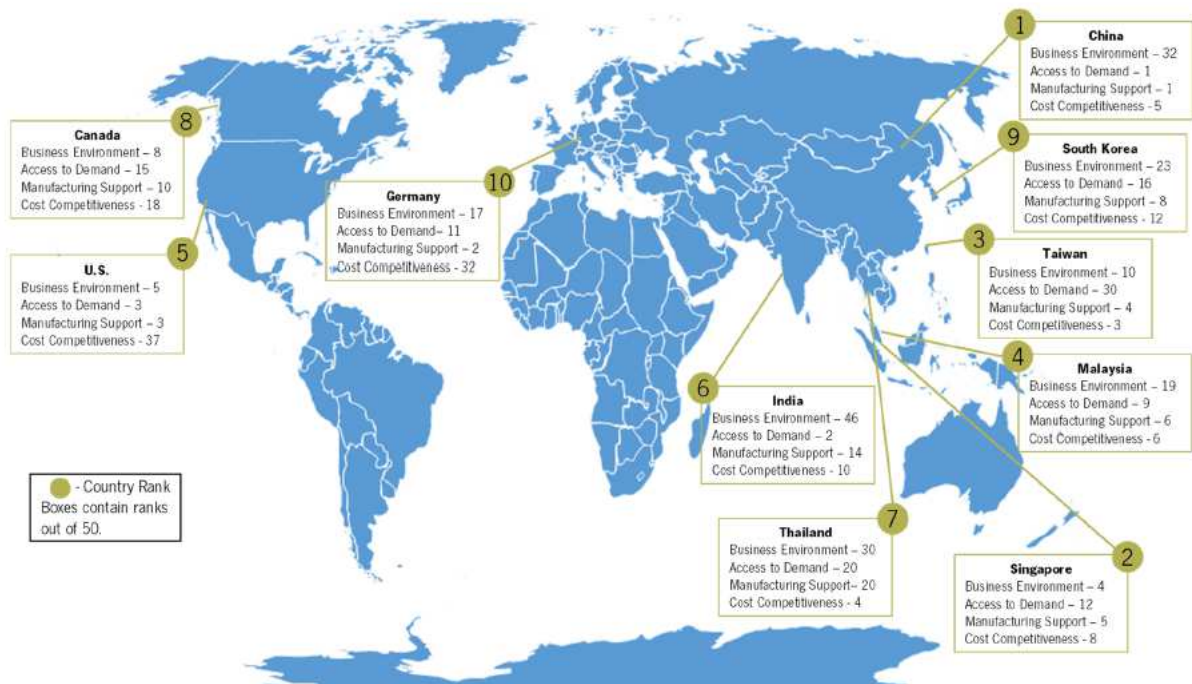 1
China
Business Environment – 32
Access to Demand – 1
Manufacturing Support – 1
Cost Competitiveness - 5
8
Canada
Business Environment – 8
Access to Demand – 15
Manufacturing Support – 10
Cost Competitiveness - 18
9
South Korea
Business Environment – 23
Access to Demand – 16
Manufacturing Support – 8
Cost Competitiveness - 12
10
Germany
Business Environment – 17
Access to Demand– 11
Manufacturing Support – 2
Cost Competitiveness - 32
5
U.S.
Business Environment – 5
Access to Demand – 3
Manufacturing Support – 3
Cost Competitiveness - 37
3
Taiwan
Business Environment – 10
Access to Demand – 30
Manufacturing Support – 4
Cost Competitiveness - 3
4
Malaysia
Business Environment – 19
Access to Demand – 9
Manufacturing Support – 6
Cost Competitiveness - 6
6
India
Business Environment – 46
Access to Demand – 2
Manufacturing Support – 14
Cost Competitiveness - 10
- Country Rank
Boxes contain ranks
out of 50.
7
Thailand
Business Environment – 30
Access to Demand – 20
Manufacturing Support– 20
Cost Competitiveness - 4
2
Singapore
Business Environment – 4
Access to Demand – 12
Manufacturing Support – 5
Cost Competitiveness - 8